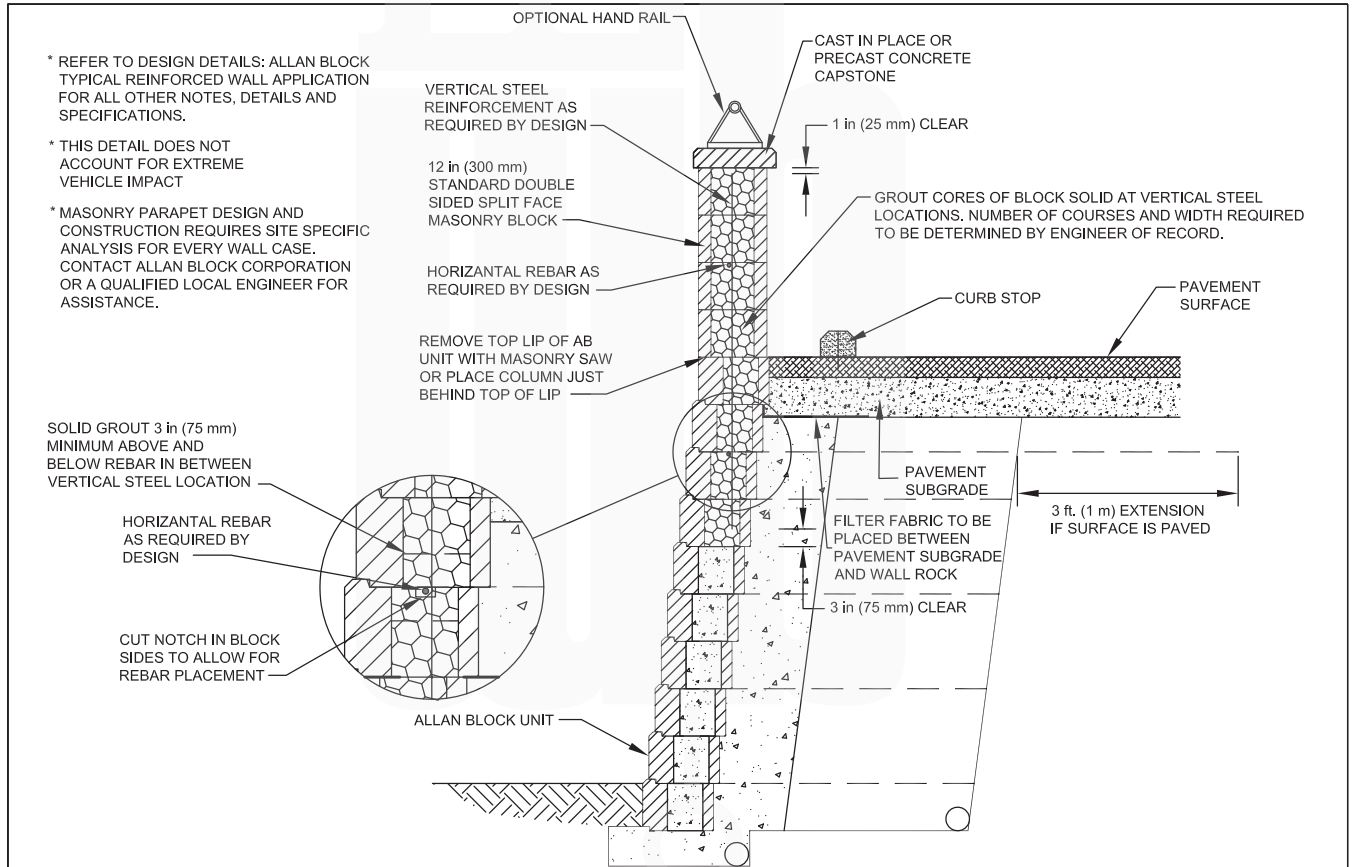 * REFER TO DESIGN DETAILS: ALLAN BLOCK
TYPICAL REINFORCED WALL APPLICATION
FOR ALL OTHER NOTES, DETAILS AND
SPECIFICATIONS.
* THIS DETAIL DOES NOT
ACCOUNT FOR EXTREME
VEHICLE IMPACT
* MASONRY PARAPET DESIGN AND
CONSTRUCTION REQUIRES SITE SPECIFIC
ANALYSIS FOR EVERY WALL CASE.
CONTACT ALLAN BLOCK CORPORATION
OR A QUALIFIED LOCAL ENGINEER FOR
ASSISTANCE.
OPTIONAL HAND RAIL
CAST IN PLACE OR
PRECAST CONCRETE
CAPSTONE
VERTICAL STEEL
REINFORCEMENT AS
REQUIRED BY DESIGN
1 in (25 mm) CLEAR
12 in (300 mm)
STANDARD DOUBLE
SIDED SPLIT FACE
MASONRY BLOCK
GROUT CORES OF BLOCK SOLID AT VERTICAL STEEL
LOCATIONS. NUMBER OF COURSES AND WIDTH REQUIRED
TO BE DETERMINED BY ENGINEER OF RECORD.
HORIZANTAL REBAR AS
REQUIRED BY DESIGN
CURB STOP
PAVEMENT
SURFACE
REMOVE TOP LIP OF AB
UNIT WITH MASONRY SAW
OR PLACE COLUMN JUST
BEHIND TOP OF LIP
SOLID GROUT 3 in (75 mm)
MINIMUM ABOVE AND
BELOW REBAR IN BETWEEN
VERTICAL STEEL LOCATION
HORIZANTAL REBAR
AS REQUIRED BY
DESIGN
CUT NOTCH IN BLOCK
SIDES TO ALLOW FOR
REBAR PLACEMENT
PAVEMENT
SUBGRADE
3 ft. (1 m) EXTENSION
IF SURFACE IS PAVED
FILTER FABRIC TO BE
PLACED BETWEEN
PAVEMENT SUBGRADE
AND WALL ROCK
3 in (75 mm) CLEAR
ALLAN BLOCK UNIT